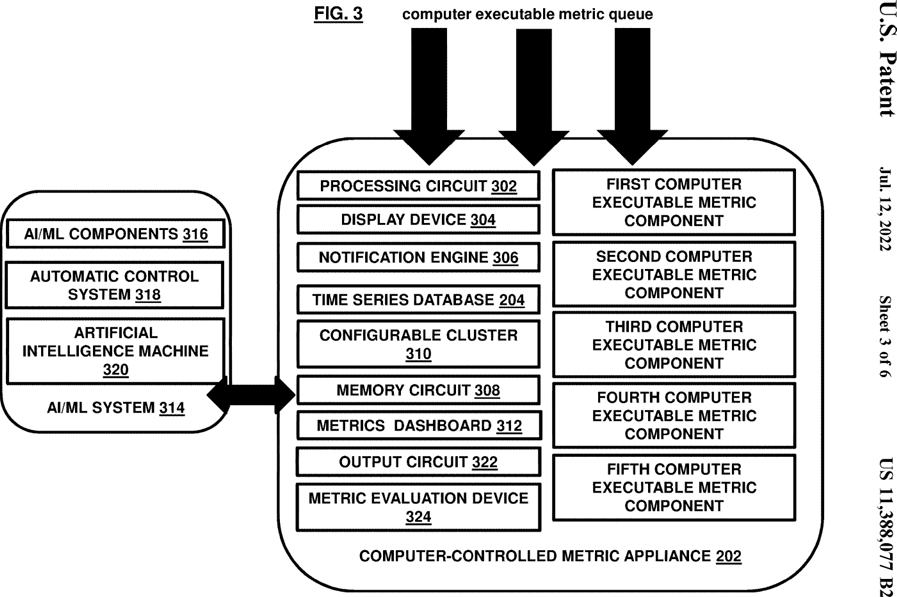 FIG. 3
computer executable metric queue
PROCESSING CIRCUIT 302
DISPLAY DEVICE 304
NOTIFICATION ENGINE 306
TIME SERIES DATABASE 204
CONFIGURABLE CLUSTER
310
MEMORY CIRCUIT 308
METRICS DASHBOARD 312
OUTPUT CIRCUIT 322
METRIC EVALUATION DEVICE
324
FIRST COMPUTER
EXECUTABLE METRIC
COMPONENT
SECOND COMPUTER
EXECUTABLE METRIC
COMPONENT
THIRD COMPUTER
EXECUTABLE METRIC
COMPONENT
FOURTH COMPUTER
EXECUTABLE METRIC
COMPONENT
FIFTH COMPUTER
EXECUTABLE METRIC
COMPONENT
COMPUTER-CONTROLLED METRIC APPLIANCE 202
AI/ML COMPONENTS 316
AUTOMATIC CONTROL
SYSTEM 318
ARTIFICIAL
INTELLIGENCE MACHINE
320
AI/ML SYSTEM 314
U.S. Patent
Jul. 12, 2022
Sheet 3 of 6
US 11,388,077 B2